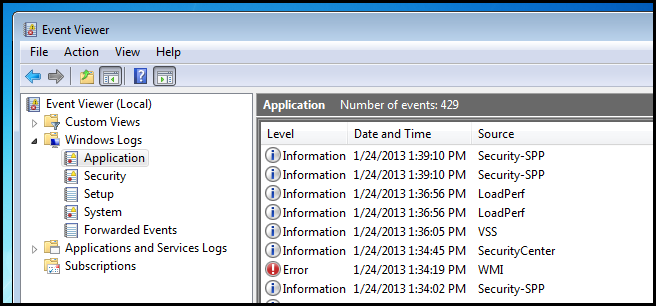 Event Viewer
File Action View Help
Event Viewer (Local)
Custom Views
Windows Logs
Application
Security
Setup
System
Forwarded Events
Applications and Services Logs
Subscriptions
Application Number of events: 429
Level Date and Time Source
Information 1/24/2013 1:39:10 PM Security-SPP
Information 1/24/2013 1:39:10 PM Security-SPP
Information 1/24/2013 1:36:56 PM LoadPerf
Information 1/24/2013 1:36:56 PM LoadPerf
Information 1/24/2013 1:36:05 PM VSS
Information 1/24/2013 1:34:45 PM SecurityCenter
Error 1/24/2013 1:34:19 PM WMI
Information 1/24/2013 1:34:02 PM Security-SPP